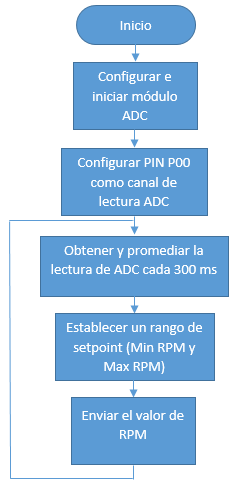 Inicio
Configurar e
iniciar módulo
ADC
Configurar PIN P00
como canal de
lectura ADC
Obtener y promediar la
lectura de ADC cada 300 ms
Establecer un rango de
setpoint (Min RPM y
Max RPM)
Enviar el valor de
RPM